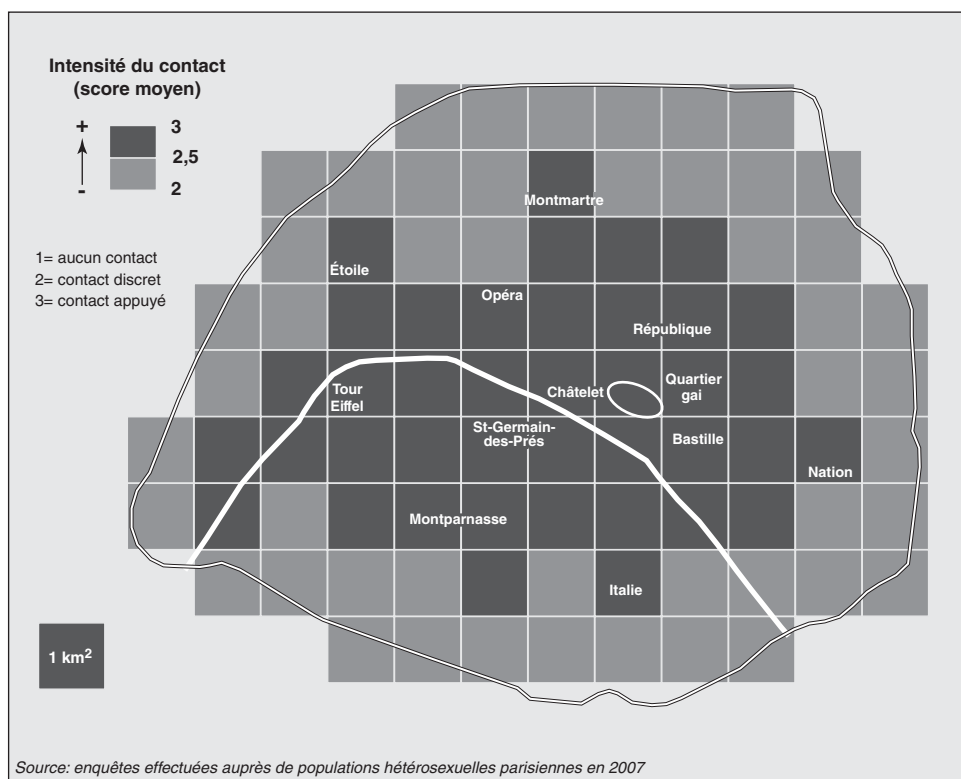 Intensité du contact
(score moyen)
+
3
2,5
-
2
1= aucun contact
2= contact discret
3= contact appuyé
Montmartre
Étoile
Opéra
République
Tour
Eiffel
Châtelet
Quartier
gai
St-Germain-
des-Prés
Bastille
Nation
Montparnasse
Italie
1 km²
Source: enquêtes effectuées auprès de populations hétérosexuelles parisiennes en 2007